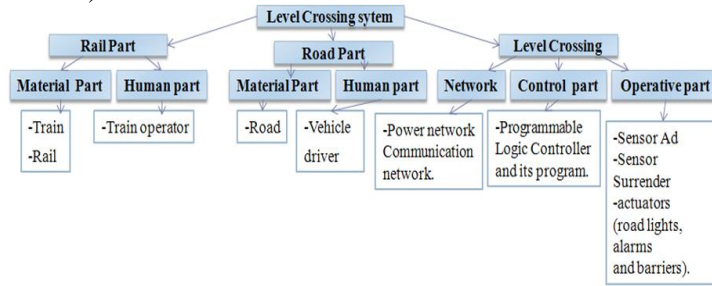 Level Crossing sytem
Rail Part
Road Part
Level Crossing
Material Part
Human part
Material Part
Human part
Network
Control part
Operative part
-Train
-Rail
-Train operator
-Road
-Vehicle
driver
-Power network
Communication
network.
-Programmable
Logic Controller
and its program.
-Sensor Ad
-Sensor
Surrender
-actuators
(road lights,
alarms
and barriers).